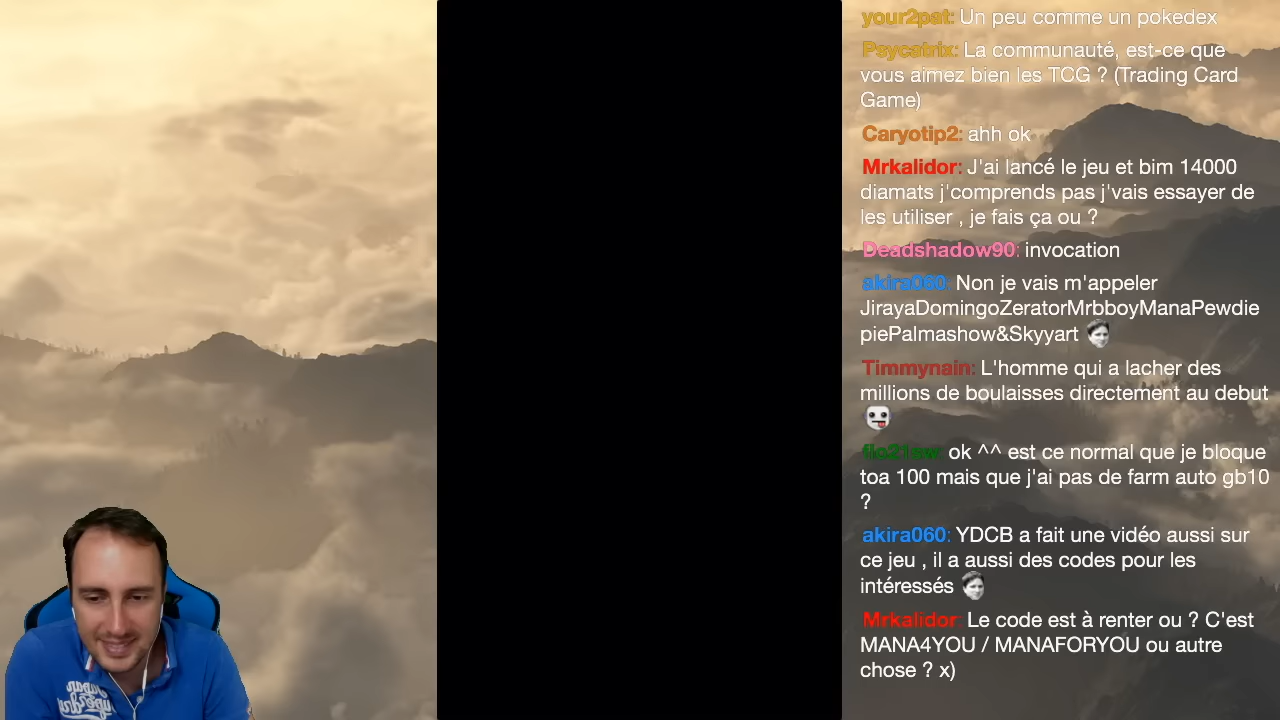 your2pat: Un peu comme un pokedex
Psycatrix: La communauté, est-ce que
vous aimez bien les TCG ? (Trading Card
Game)
Caryotip2: ahh ok
Mrkalidor: J'ai lancé le jeu et bim 14000
diamats j'comprends pas j'vais essayer de
les utiliser , je fais ça ou ?
Deadshadow90: invocation
akira060: Non je vais m'appeler
JirayaDomingoZeratorMrbboyManaPewdie
piePalmashow&Skyyart
Timmynain: L'homme qui a lacher des
millions de boulaisses directement au debut
ok ^^ est ce normal que je bloque
toa 100 mais que j'ai pas de farm auto gb10
?
akira060: YDCB a fait une vidéo aussi sur
ce jeu , il a aussi des codes pour les
intéressés
Mrkalidor: Le code est à renter ou ? C'est
MANA4YOU / MANAFORYOU ou autre
chose ? x)